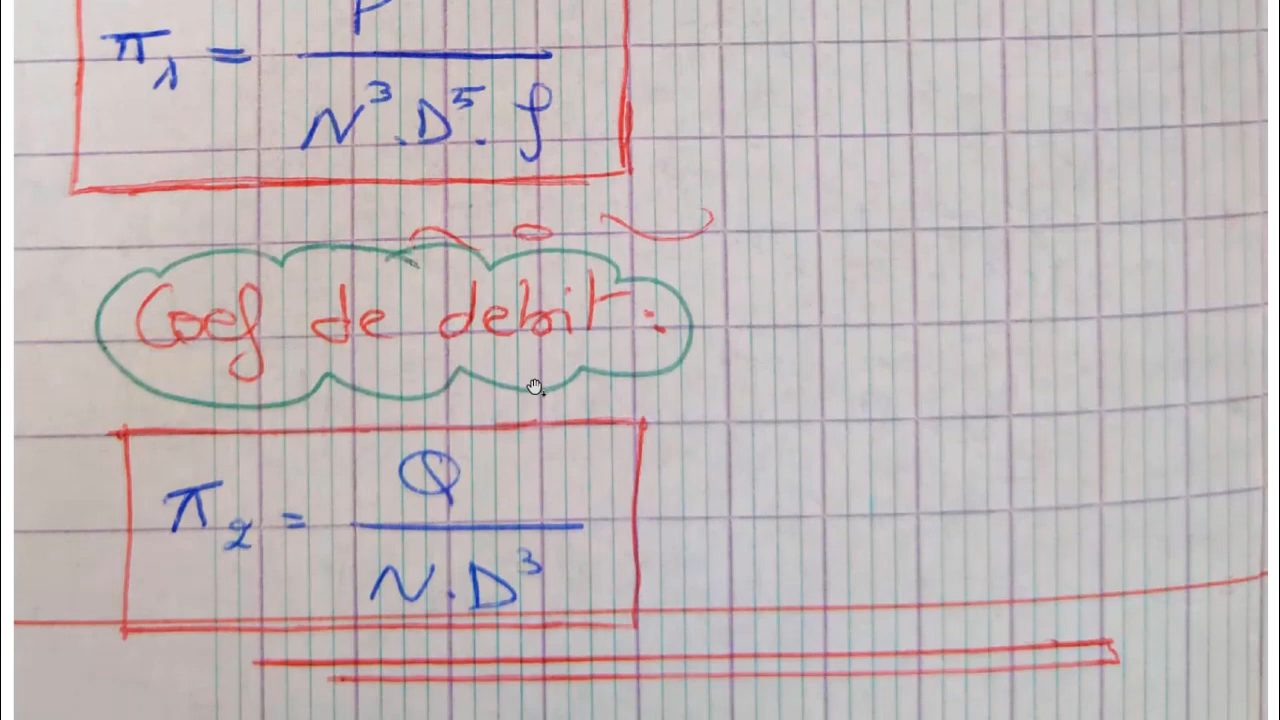 π₁ = P / N³ . D⁵ . ρ
Coef de debit :
π₂ = Q / N . D³